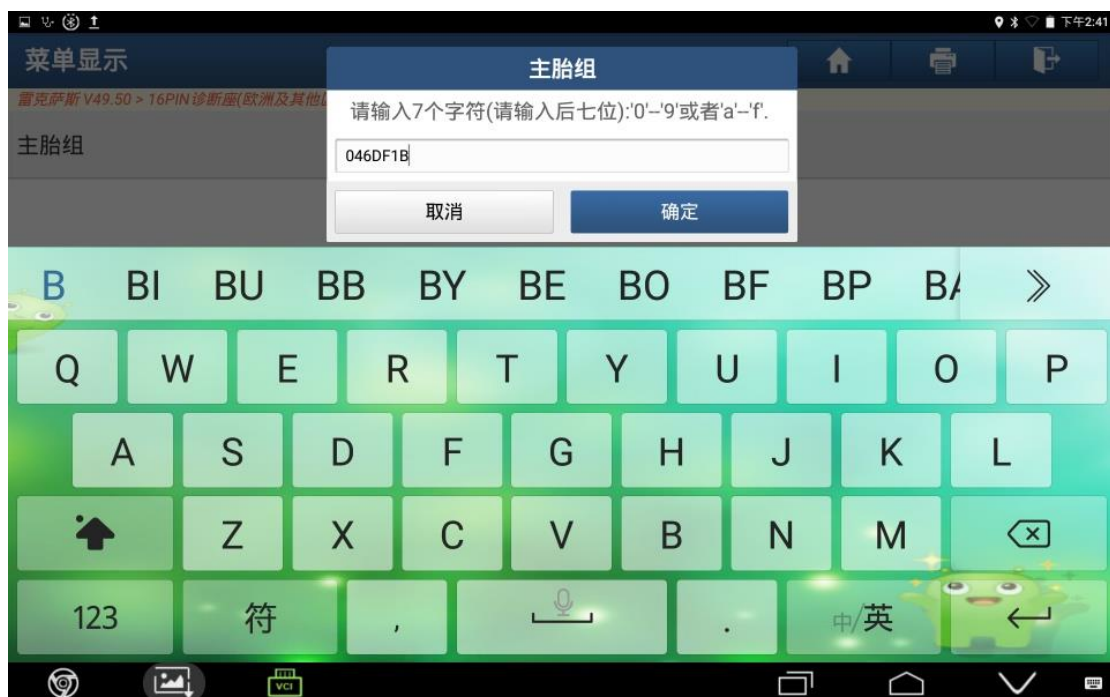 下午2:41
菜单显示
主胎组
雷克萨斯 V49.50 > 16PIN诊断座(欧洲及其他
请输入7个字符(请输入后七位):'0'--'9'或者'a'--'f'.
主胎组
046DF1B
取消
确定
B BI BU BB BY BE BO BF BP BA
Q W E R T Y U I O P
A S D F G H J K L
Z X C V B N M
123 符 , . 中/英
VCI